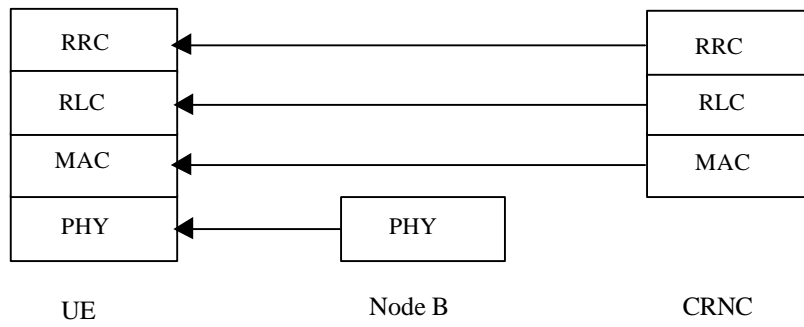 RRC RRC
RLC RLC
MAC MAC
PHY PHY
UE Node B CRNC